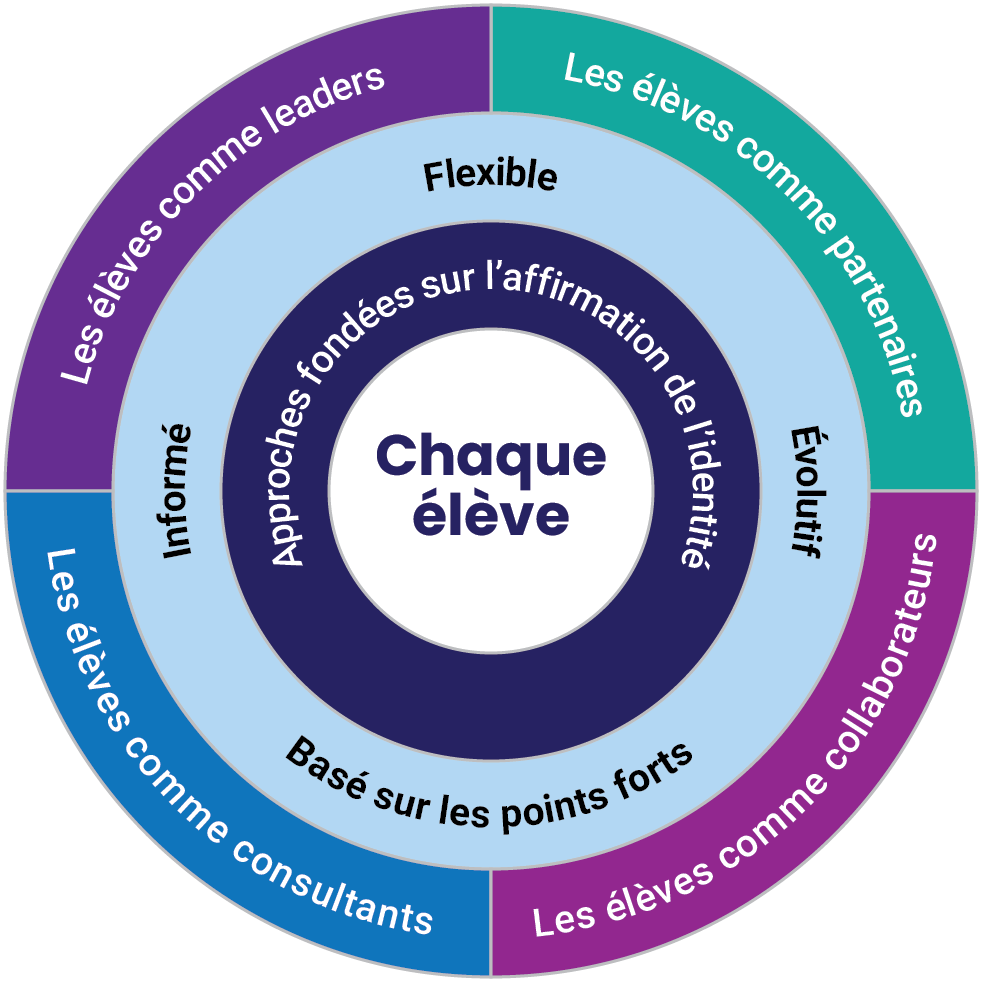 Les élèves comme leaders
Les élèves comme partenaires
Flexible
Approches fondées sur l’affirmation de l’identité
Informé
Chaque
élève
Évolutif
Basé sur les points forts
Les élèves comme consultants
Les élèves comme collaborateurs